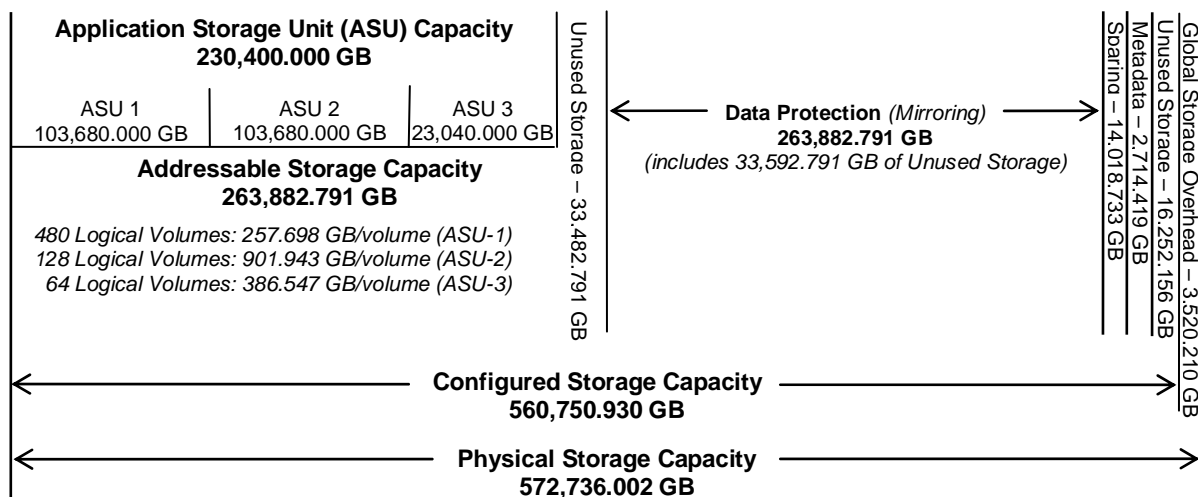 Application Storage Unit (ASU) Capacity
230,400.000 GB
ASU 1
103,680.000 GB
ASU 2
103,680.000 GB
ASU 3
23,040.000 GB
Addressable Storage Capacity
263,882.791 GB
480 Logical Volumes: 257.698 GB/volume (ASU-1)
128 Logical Volumes: 901.943 GB/volume (ASU-2)
64 Logical Volumes: 386.547 GB/volume (ASU-3)
Unused Storage – 33.482.791 GB
Data Protection (Mirroring)
263,882.791 GB
(includes 33,592.791 GB of Unused Storage)
Sparing – 14.018.733 GB
Metadata – 2.714.419 GB
Unused Storage – 16.252.156 GB
Global Storage Overhead – 3.520.210 GB
Configured Storage Capacity
560,750.930 GB
Physical Storage Capacity
572,736.002 GB